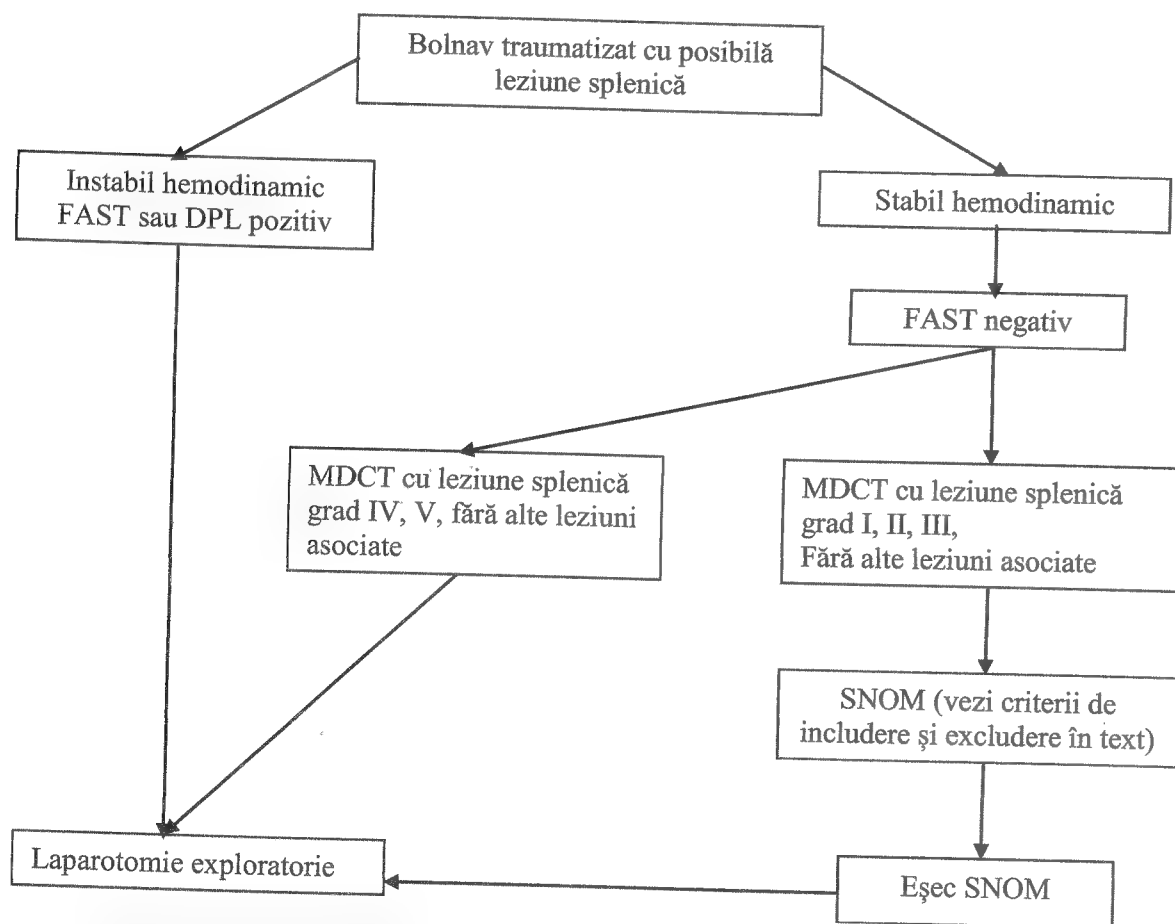 Bolnav traumatizat cu posibilă
leziune splenică
Instabil hemodinamic
FAST sau DPL pozitiv
Stabil hemodinamic
FAST negativ
MDCT cu leziune splenică
grad IV, V, fără alte leziuni
asociate
MDCT cu leziune splenică
grad I, II, III,
Fără alte leziuni asociate
SNOM (vezi criterii de
includere şi excludere în text)
Laparotomie exploratorie
Eşec SNOM